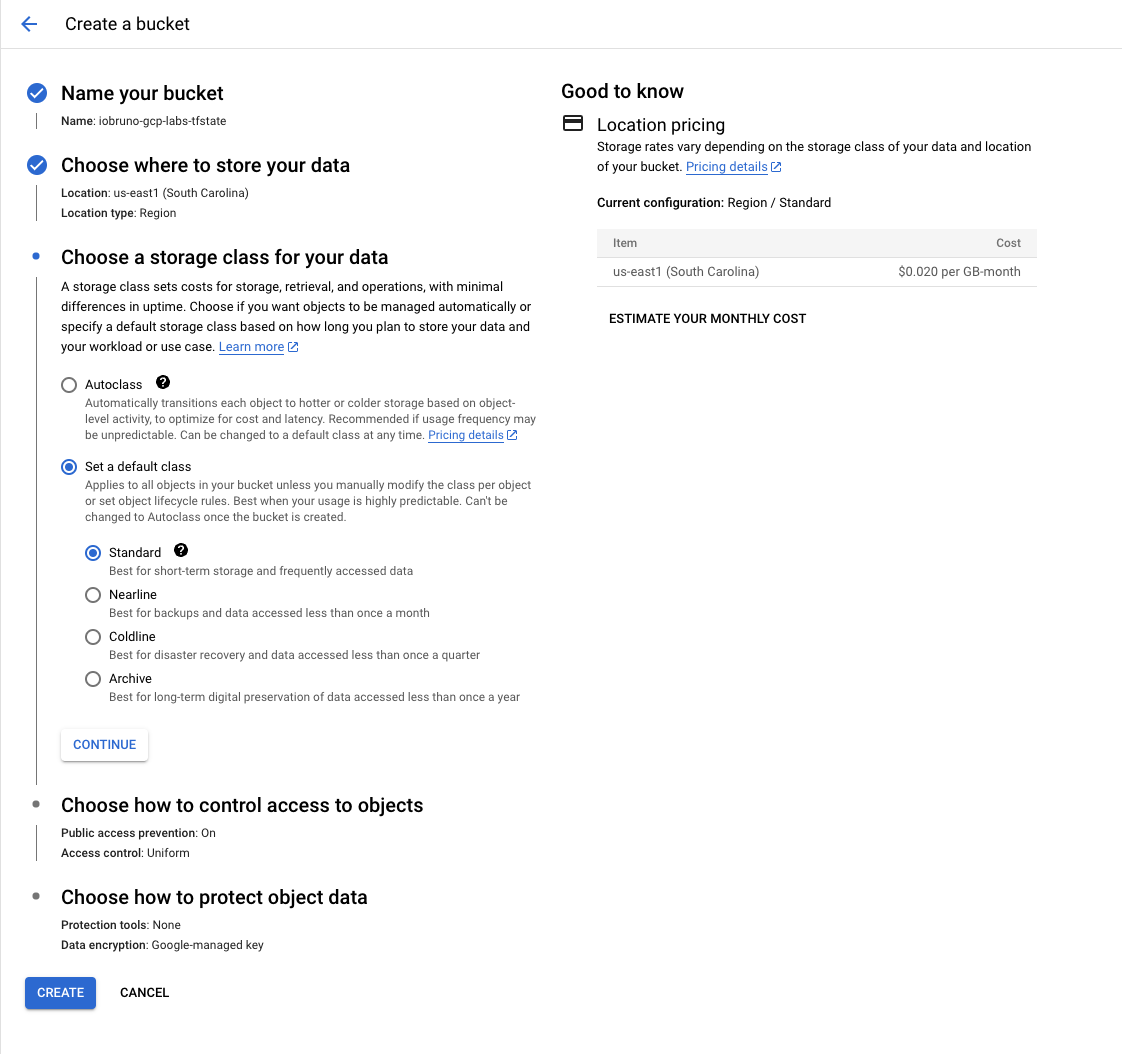 Create a bucket
Name your bucket
Name: iobruno-gcp-labs-tfstate
Choose where to store your data
Location: us-east1 (South Carolina)
Location type: Region
Choose a storage class for your data
A storage class sets costs for storage, retrieval, and operations, with minimal
differences in uptime. Choose if you want objects to be managed automatically or
specify a default storage class based on how long you plan to store your data and
your workload or use case. Learn more
Autoclass
Automatically transitions each object to hotter or colder storage based on object-
level activity, to optimize for cost and latency. Recommended if usage frequency may
be unpredictable. Can be changed to a default class at any time. Pricing details
Set a default class
Applies to all objects in your bucket unless you manually modify the class per object
or set object lifecycle rules. Best when your usage is highly predictable. Can't be
changed to Autoclass once the bucket is created.
Standard
Best for short-term storage and frequently accessed data
Nearline
Best for backups and data accessed less than once a month
Coldline
Best for disaster recovery and data accessed less than once a quarter
Archive
Best for long-term digital preservation of data accessed less than once a year
CONTINUE
Choose how to control access to objects
Public access prevention: On
Access control: Uniform
Choose how to protect object data
Protection tools: None
Data encryption: Google-managed key
CREATE CANCEL
Good to know
Location pricing
Storage rates vary depending on the storage class of your data and location
of your bucket. Pricing details
Current configuration: Region / Standard
Item Cost
us-east1 (South Carolina) $0.020 per GB-month
ESTIMATE YOUR MONTHLY COST